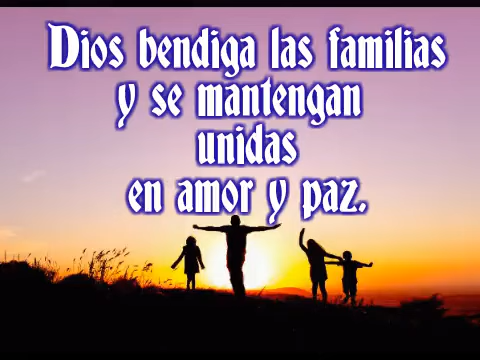 Dios bendiga las familias
y se mantengan
unidas
en amor y paz.